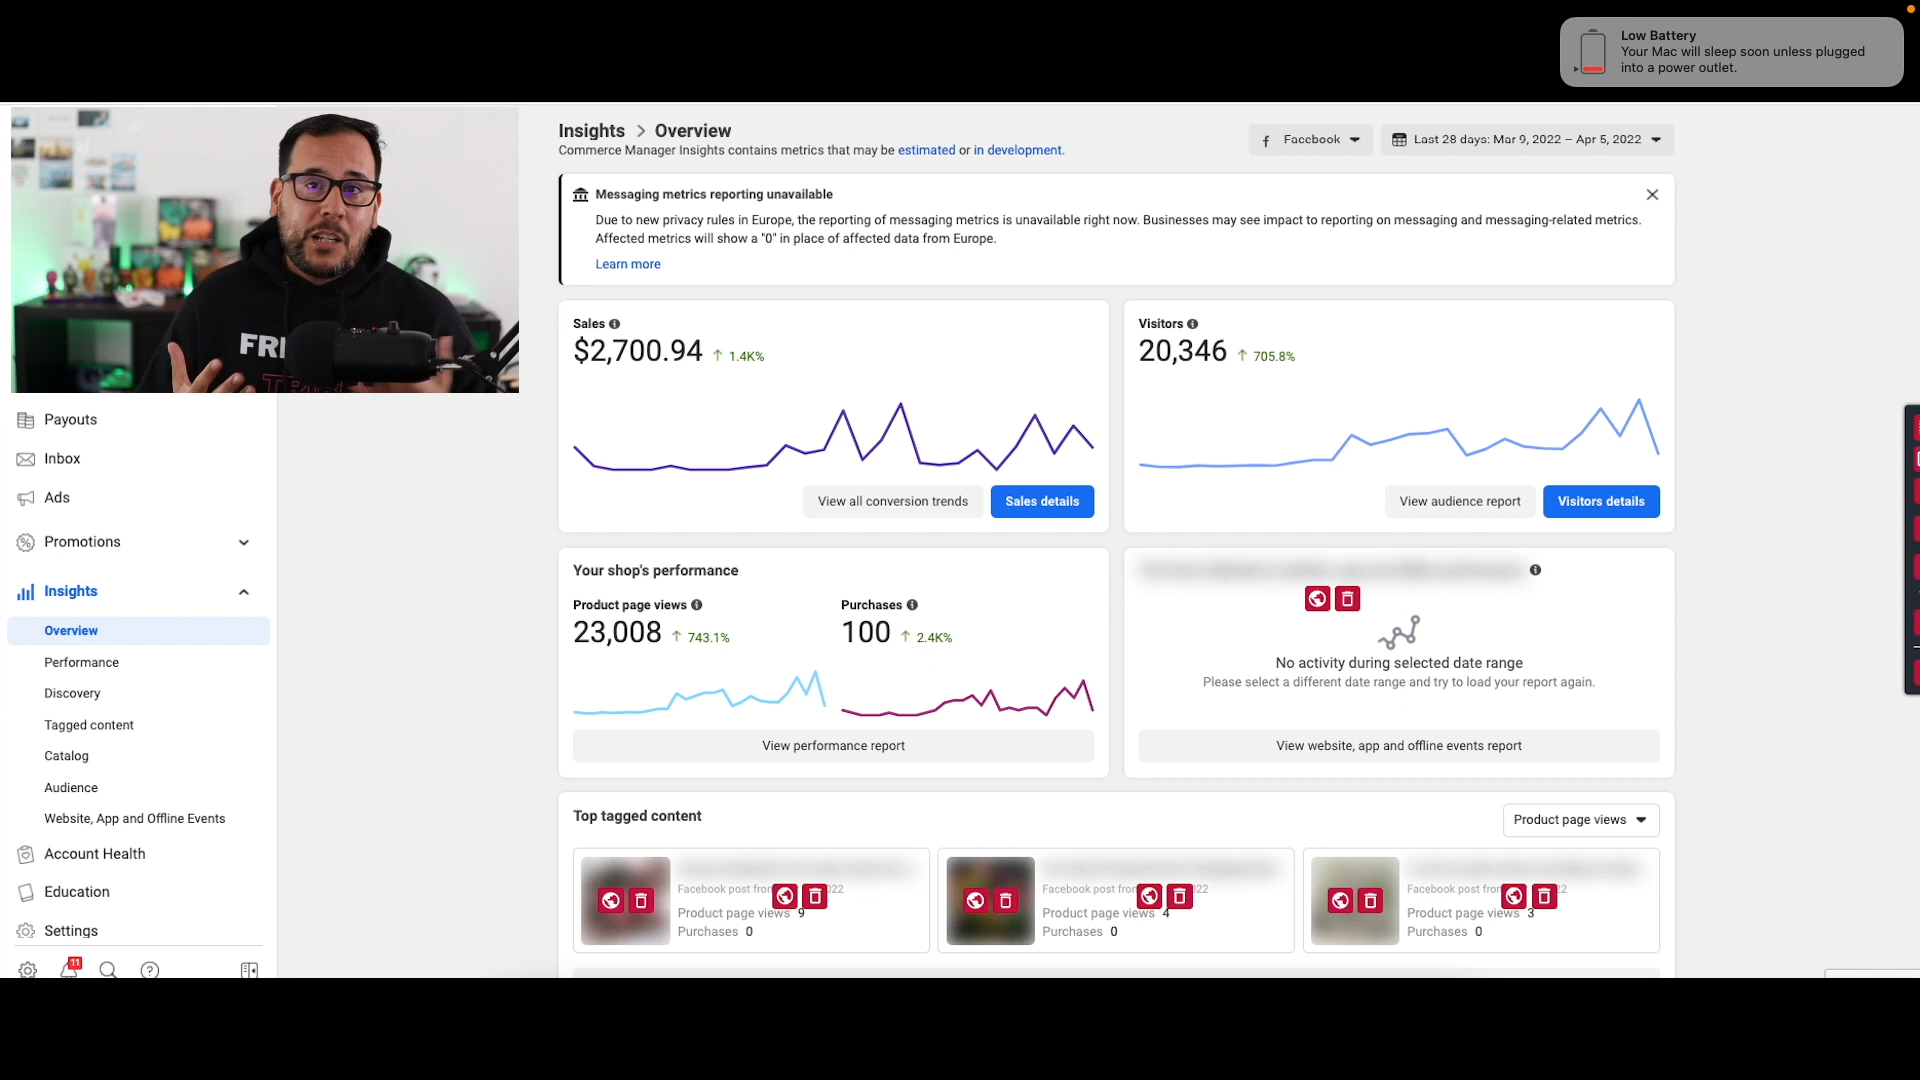 Low Battery
Your Mac will sleep soon unless plugged
into a power outlet.
FRI
Insights > Overview
Commerce Manager Insights contains metrics that may be estimated or in development.
Facebook
Last 28 days: Mar 9, 2022 – Apr 5, 2022
Messaging metrics reporting unavailable
Due to new privacy rules in Europe, the reporting of messaging metrics is unavailable right now. Businesses may see impact to reporting on messaging and messaging-related metrics.
Affected metrics will show a "0" in place of affected data from Europe.
Learn more
Sales
$2,700.94 ↑ 1.4K%
View all conversion trends
Sales details
Visitors
20,346 ↑ 705.8%
View audience report
Visitors details
Payouts
Inbox
Ads
Promotions
Insights
Overview
Performance
Discovery
Tagged content
Catalog
Audience
Website, App and Offline Events
Account Health
Education
Settings
11
Your shop's performance
Product page views
23,008 ↑ 743.1%
Purchases
100 ↑ 2.4K%
View performance report
No activity during selected date range
Please select a different date range and try to load your report again.
View website, app and offline events report
Top tagged content
Product page views
Facebook post from 22
Product page views 9
Purchases 0
Facebook post from 22
Product page views 4
Purchases 0
Facebook post from 22
Product page views 3
Purchases 0